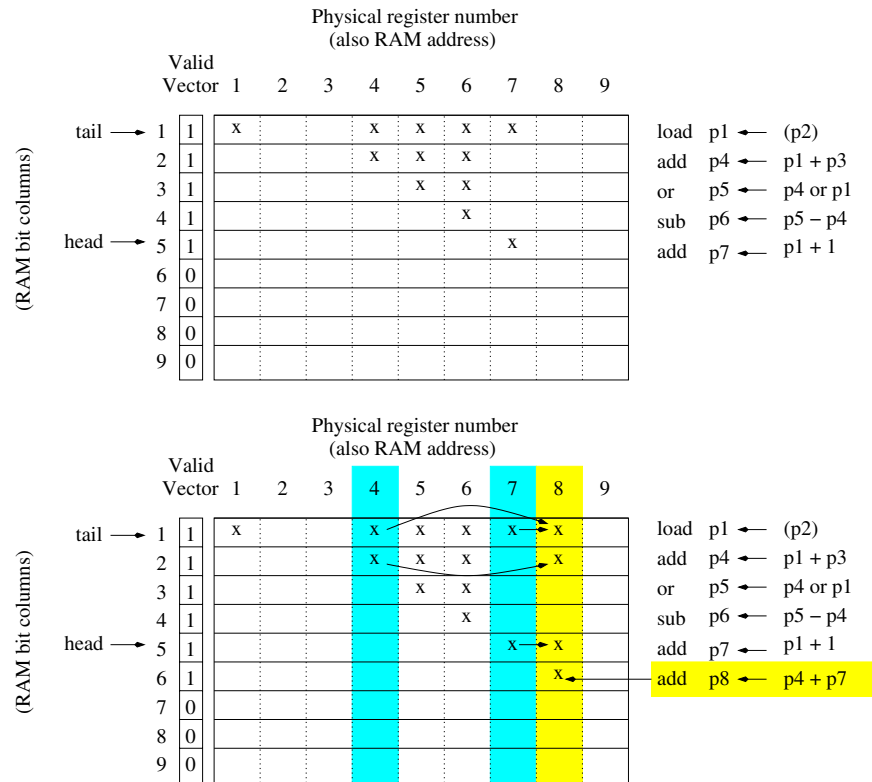 Physical register number
(also RAM address)
Valid
Vector 1 2 3 4 5 6 7 8 9
(RAM bit columns)
tail 1 1 x x x x x load p1 ← (p2)
2 1 x x x add p4 ← p1 + p3
3 1 x x or p5 ← p4 or p1
4 1 x sub p6 ← p5 − p4
head 5 1 x add p7 ← p1 + 1
6 0
7 0
8 0
9 0
Physical register number
(also RAM address)
Valid
Vector 1 2 3 4 5 6 7 8 9
(RAM bit columns)
tail 1 1 x x x x x x load p1 ← (p2)
2 1 x x x x add p4 ← p1 + p3
3 1 x x or p5 ← p4 or p1
4 1 x sub p6 ← p5 − p4
head 5 1 x x add p7 ← p1 + 1
6 1 x add p8 ← p4 + p7
7 0
8 0
9 0